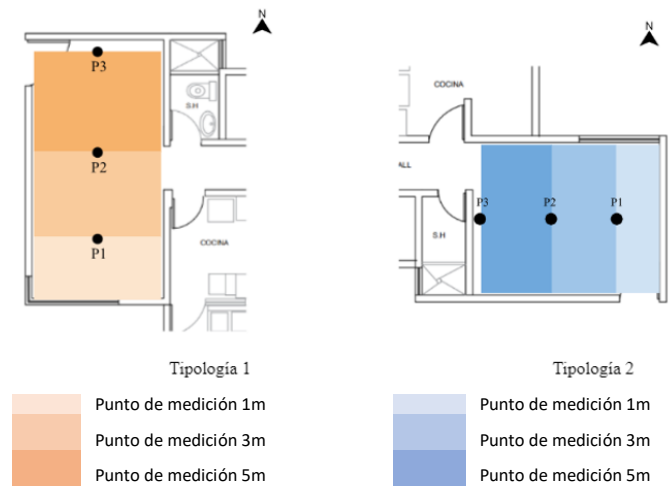 N
P3
S.H
P2
P1
COCINA
Tipología 1
Punto de medición 1m
Punto de medición 3m
Punto de medición 5m
N
COCINA
ALL
P3
P2
P1
S.H
Tipología 2
Punto de medición 1m
Punto de medición 3m
Punto de medición 5m